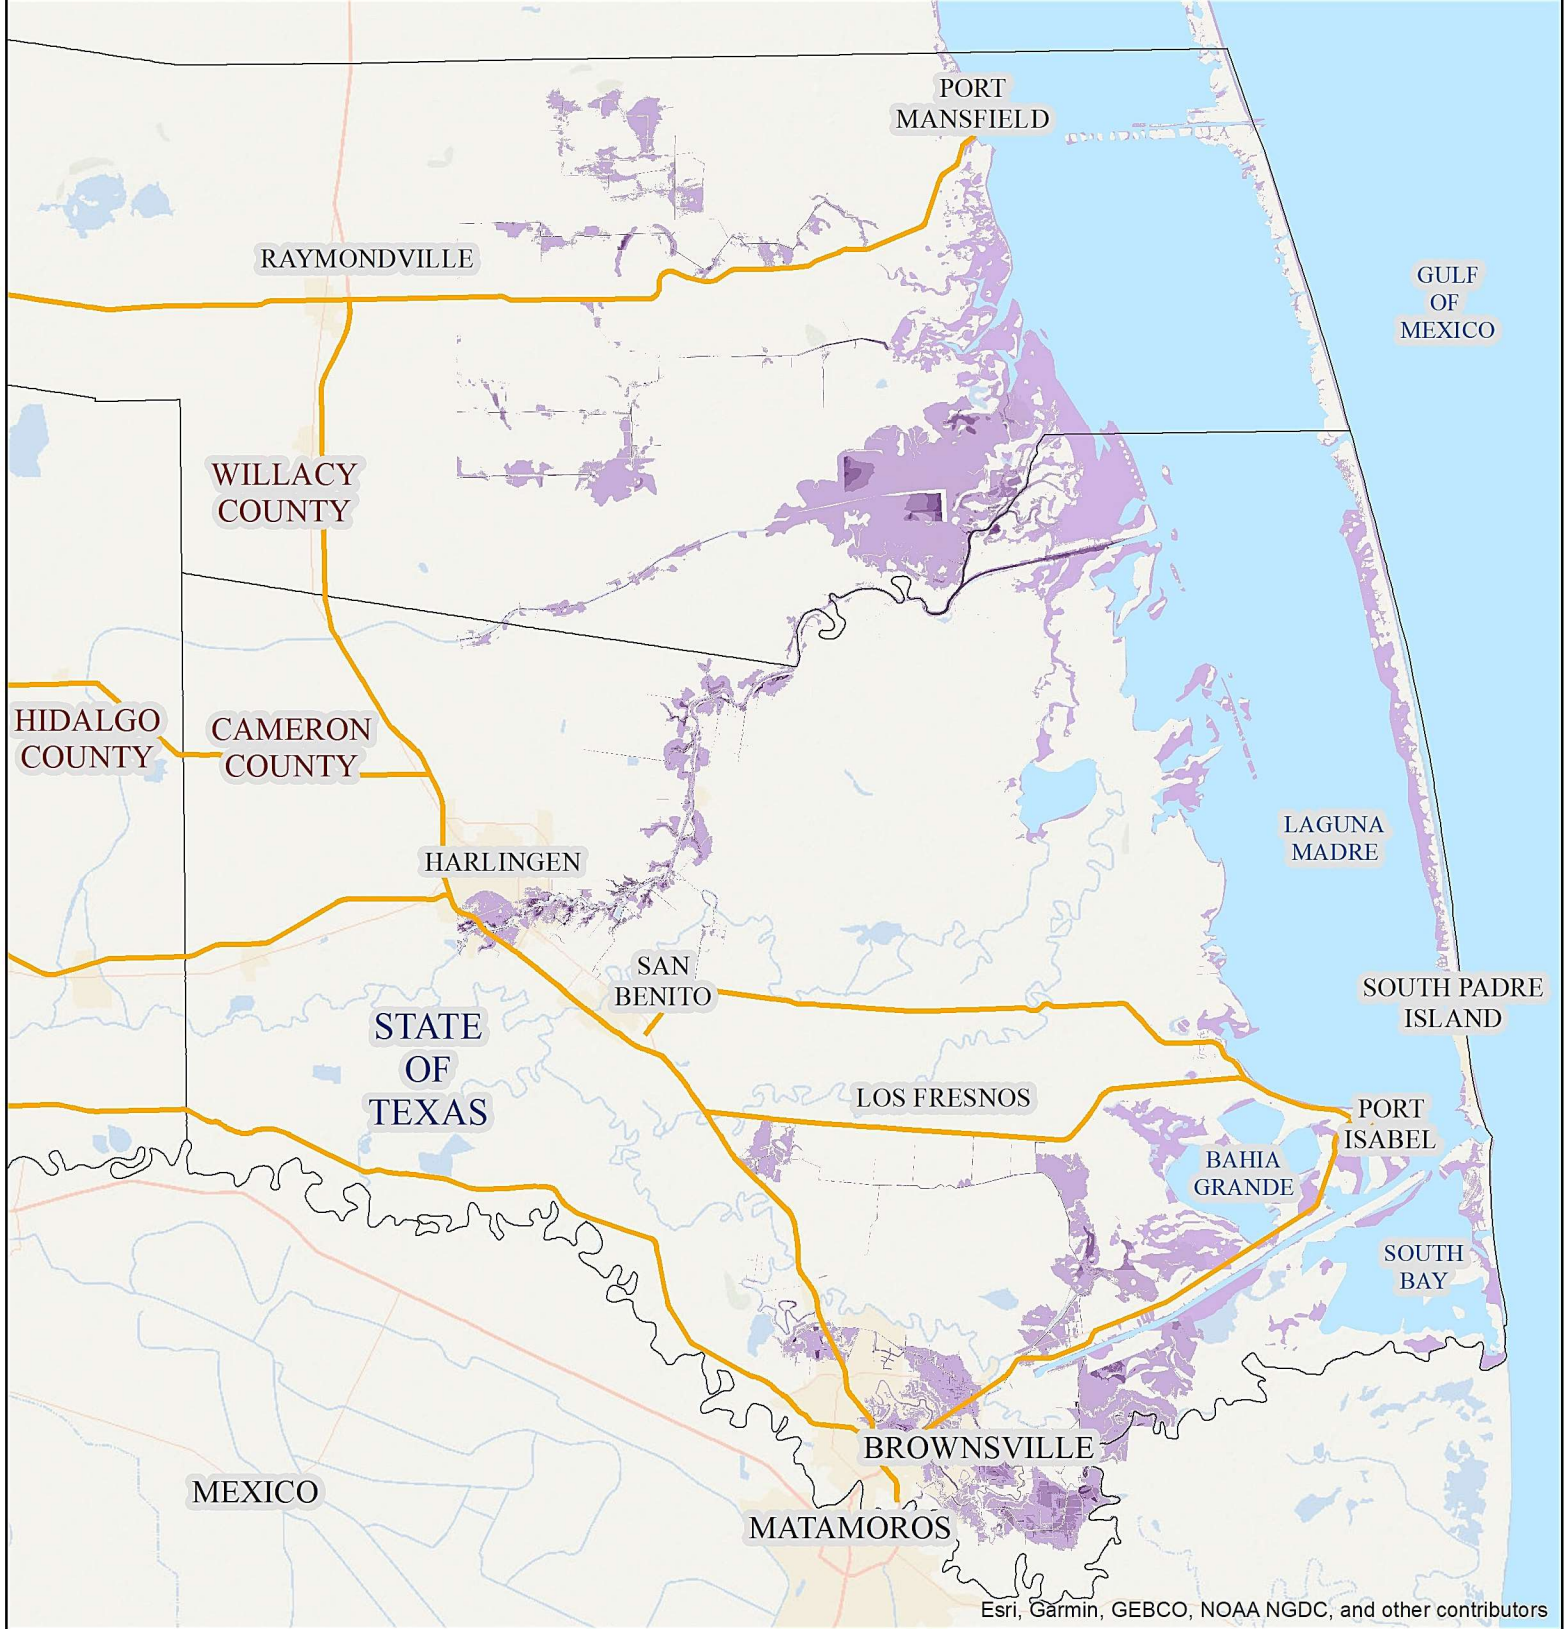 PORT
MANSFIELD
RAYMONDVILLE
GULF
OF
MEXICO
WILLACY
COUNTY
HIDALGO
COUNTY
CAMERON
COUNTY
LAGUNA
MADRE
HARLINGEN
SAN
BENITO
SOUTH PADRE
ISLAND
STATE
OF
TEXAS
LOS FRESNOS
PORT
ISABEL
BAHIA
GRANDE
SOUTH
BAY
BROWNSVILLE
MEXICO
MATAMOROS
Esri, Garmin, GEBCO, NOAA NGDC, and other contributors